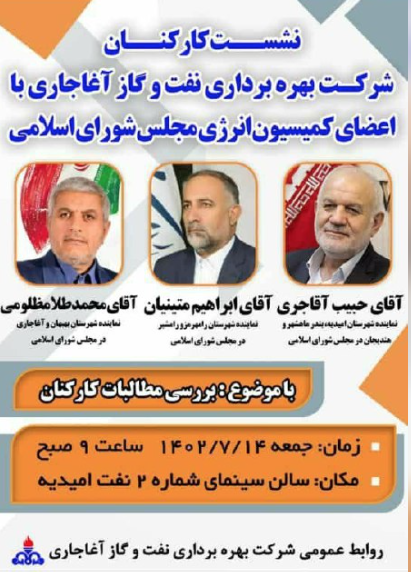 نشست کارکنان
شرکت بهره برداری نفت و گاز آغاجاری با
اعضای کمیسیون انرژی مجلس شورای اسلامی
آقای حبیب آقاجری
نماینده شهرستان امیدیه، بندر ماهشهر و
هندیجان در مجلس شورای اسلامی
آقای ابراهیم متینیان
نماینده شهرستان رامهرمز و رامشیر
در مجلس شورای اسلامی
آقای محمد طلا مظلومی
نماینده شهرستان بهبهان و آغاجاری
در مجلس شورای اسلامی
با موضوع : بررسی مطالبات کارکنان
زمان: جمعه ۱۴۰۲/۷/۱۴ ساعت ۹ صبح
مکان: سالن سینمای شماره ۲ نفت امیدیه
روابط عمومی شرکت بهره برداری نفت و گاز آغاجاری